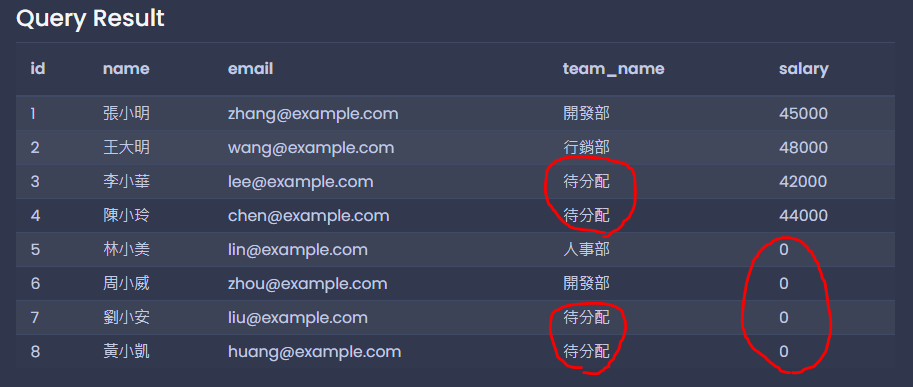 Query Result
id name email team_name salary
1 張小明 zhang@example.com 開發部 45000
2 王大明 wang@example.com 行銷部 48000
3 李小華 lee@example.com 待分配 42000
4 陳小玲 chen@example.com 待分配 44000
5 林小美 lin@example.com 人事部 0
6 周小威 zhou@example.com 開發部 0
7 劉小安 liu@example.com 待分配 0
8 黃小凱 huang@example.com 待分配 0